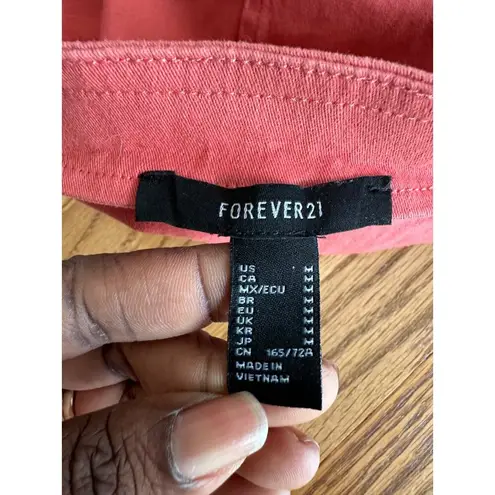 FOREVER21
US M
CA M
MX/ECU M
BR M
EU M
UK M
KR M
JP M
CN 165/72A
MADE IN
VIETNAM